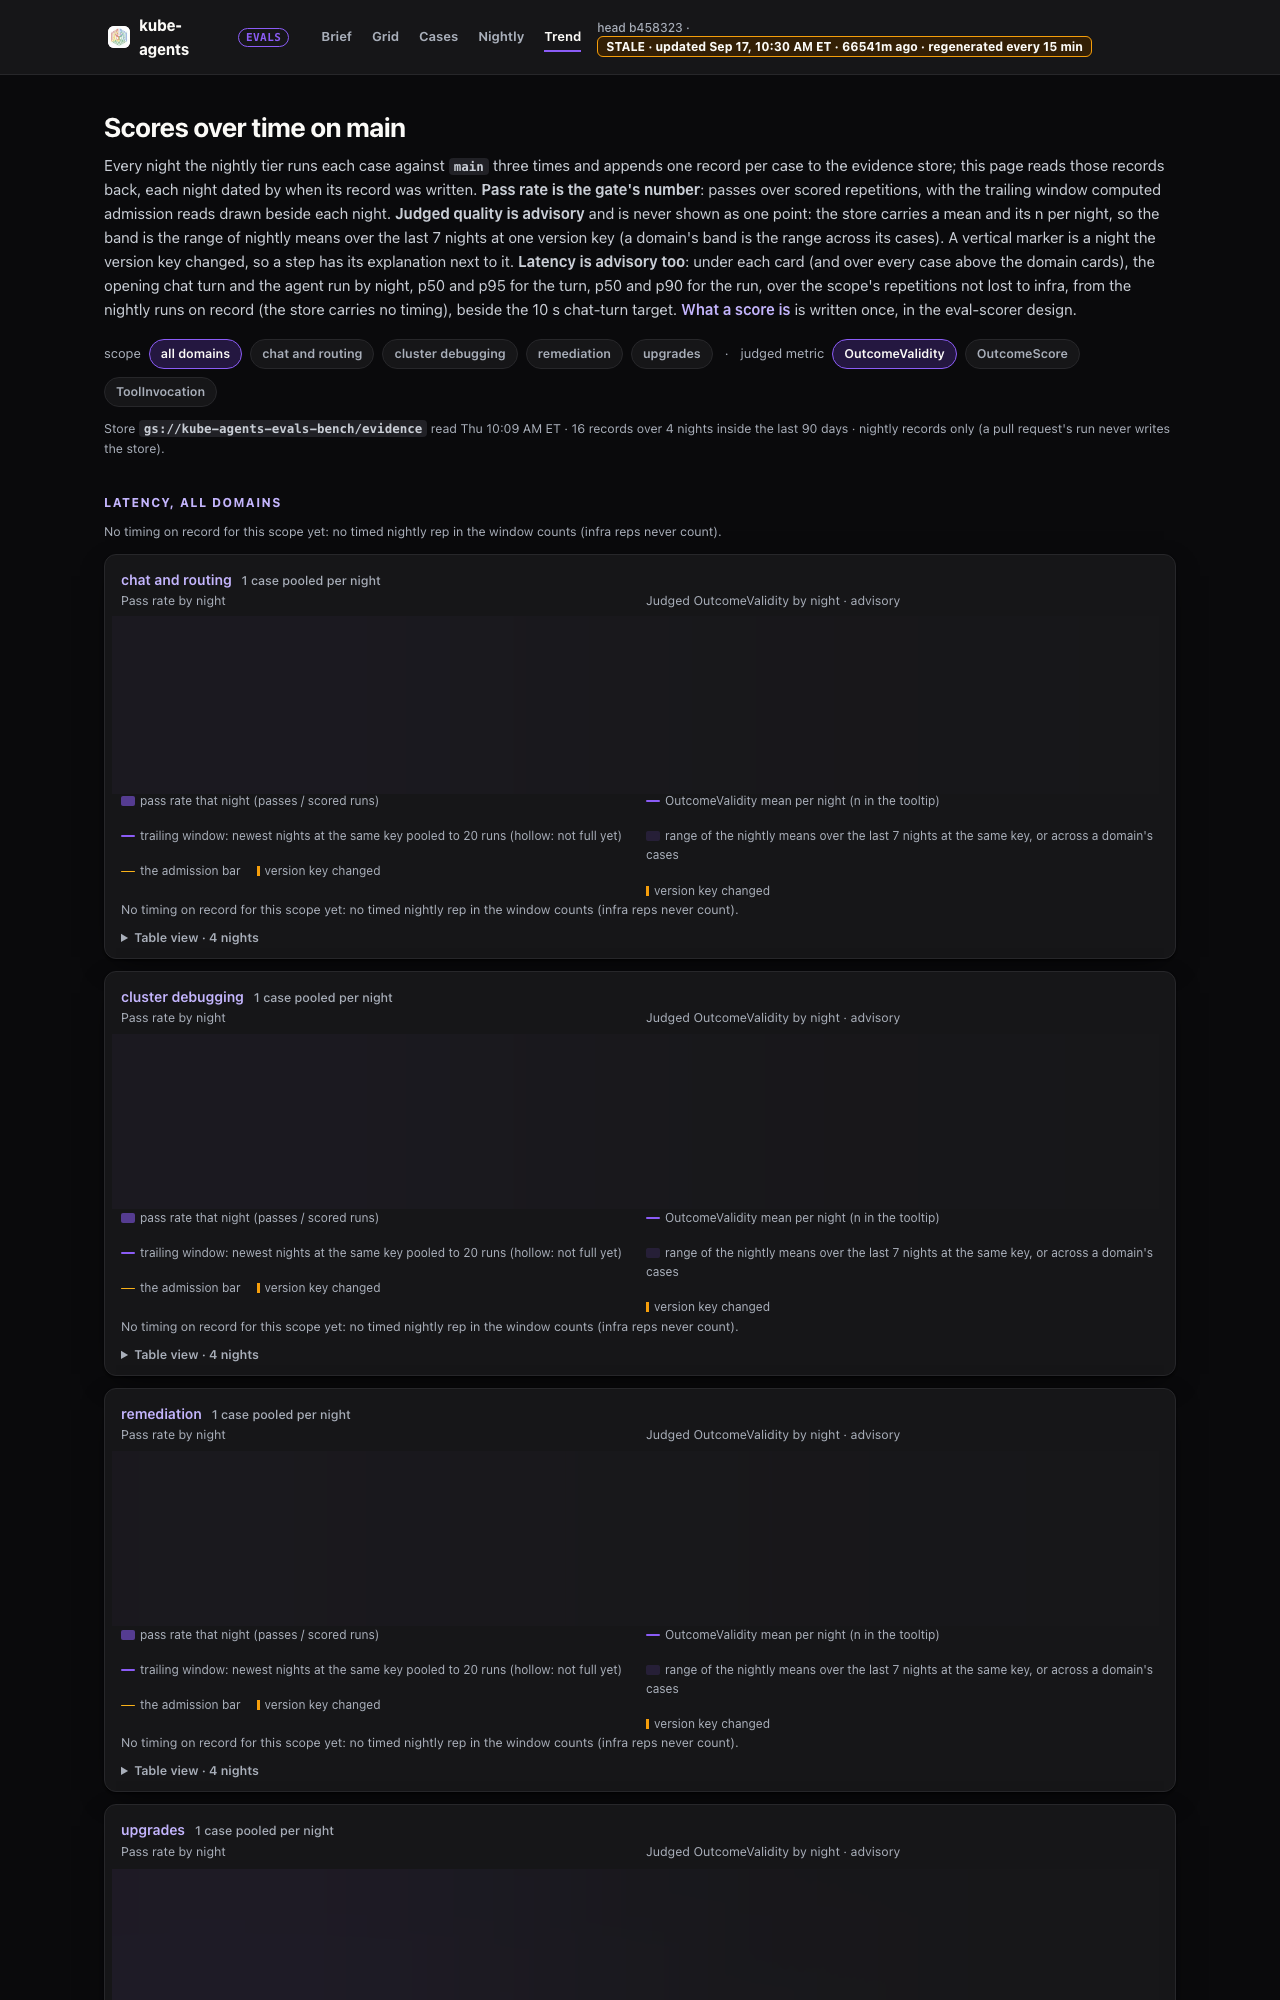 kube-
agents
EVALS
Brief
Grid
Cases
Nightly
Trend
head b458323 ·
STALE · updated Sep 17, 10:30 AM ET · 66541m ago · regenerated every 15 min
Scores over time on main
Every night the nightly tier runs each case against main three times and appends one record per case to the evidence store; this page reads those records
back, each night dated by when its record was written. Pass rate is the gate's number: passes over scored repetitions, with the trailing window computed
admission reads drawn beside each night. Judged quality is advisory and is never shown as one point: the store carries a mean and its n per night, so the
band is the range of nightly means over the last 7 nights at one version key (a domain's band is the range across its cases). A vertical marker is a night the
version key changed, so a step has its explanation next to it. Latency is advisory too: under each card (and over every case above the domain cards), the
opening chat turn and the agent run by night, p50 and p95 for the turn, p50 and p90 for the run, over the scope's repetitions not lost to infra, from the
nightly runs on record (the store carries no timing), beside the 10 s chat-turn target. What a score is is written once, in the eval-scorer design.
scope all domains chat and routing cluster debugging remediation upgrades · judged metric OutcomeValidity OutcomeScore
ToolInvocation
Store gs://kube-agents-evals-bench/evidence read Thu 10:09 AM ET · 16 records over 4 nights inside the last 90 days · nightly records only (a pull request's run never writes
the store).
LATENCY, ALL DOMAINS
No timing on record for this scope yet: no timed nightly rep in the window counts (infra reps never count).
chat and routing 1 case pooled per night
Pass rate by night
Judged OutcomeValidity by night · advisory
pass rate that night (passes / scored runs)
trailing window: newest nights at the same key pooled to 20 runs (hollow: not full yet)
the admission bar version key changed
OutcomeValidity mean per night (n in the tooltip)
range of the nightly means over the last 7 nights at the same key, or across a domain's
cases
version key changed
No timing on record for this scope yet: no timed nightly rep in the window counts (infra reps never count).
Table view · 4 nights
cluster debugging 1 case pooled per night
Pass rate by night
Judged OutcomeValidity by night · advisory
pass rate that night (passes / scored runs)
trailing window: newest nights at the same key pooled to 20 runs (hollow: not full yet)
the admission bar version key changed
OutcomeValidity mean per night (n in the tooltip)
range of the nightly means over the last 7 nights at the same key, or across a domain's
cases
version key changed
No timing on record for this scope yet: no timed nightly rep in the window counts (infra reps never count).
Table view · 4 nights
remediation 1 case pooled per night
Pass rate by night
Judged OutcomeValidity by night · advisory
pass rate that night (passes / scored runs)
trailing window: newest nights at the same key pooled to 20 runs (hollow: not full yet)
the admission bar version key changed
OutcomeValidity mean per night (n in the tooltip)
range of the nightly means over the last 7 nights at the same key, or across a domain's
cases
version key changed
No timing on record for this scope yet: no timed nightly rep in the window counts (infra reps never count).
Table view · 4 nights
upgrades 1 case pooled per night
Pass rate by night
Judged OutcomeValidity by night · advisory